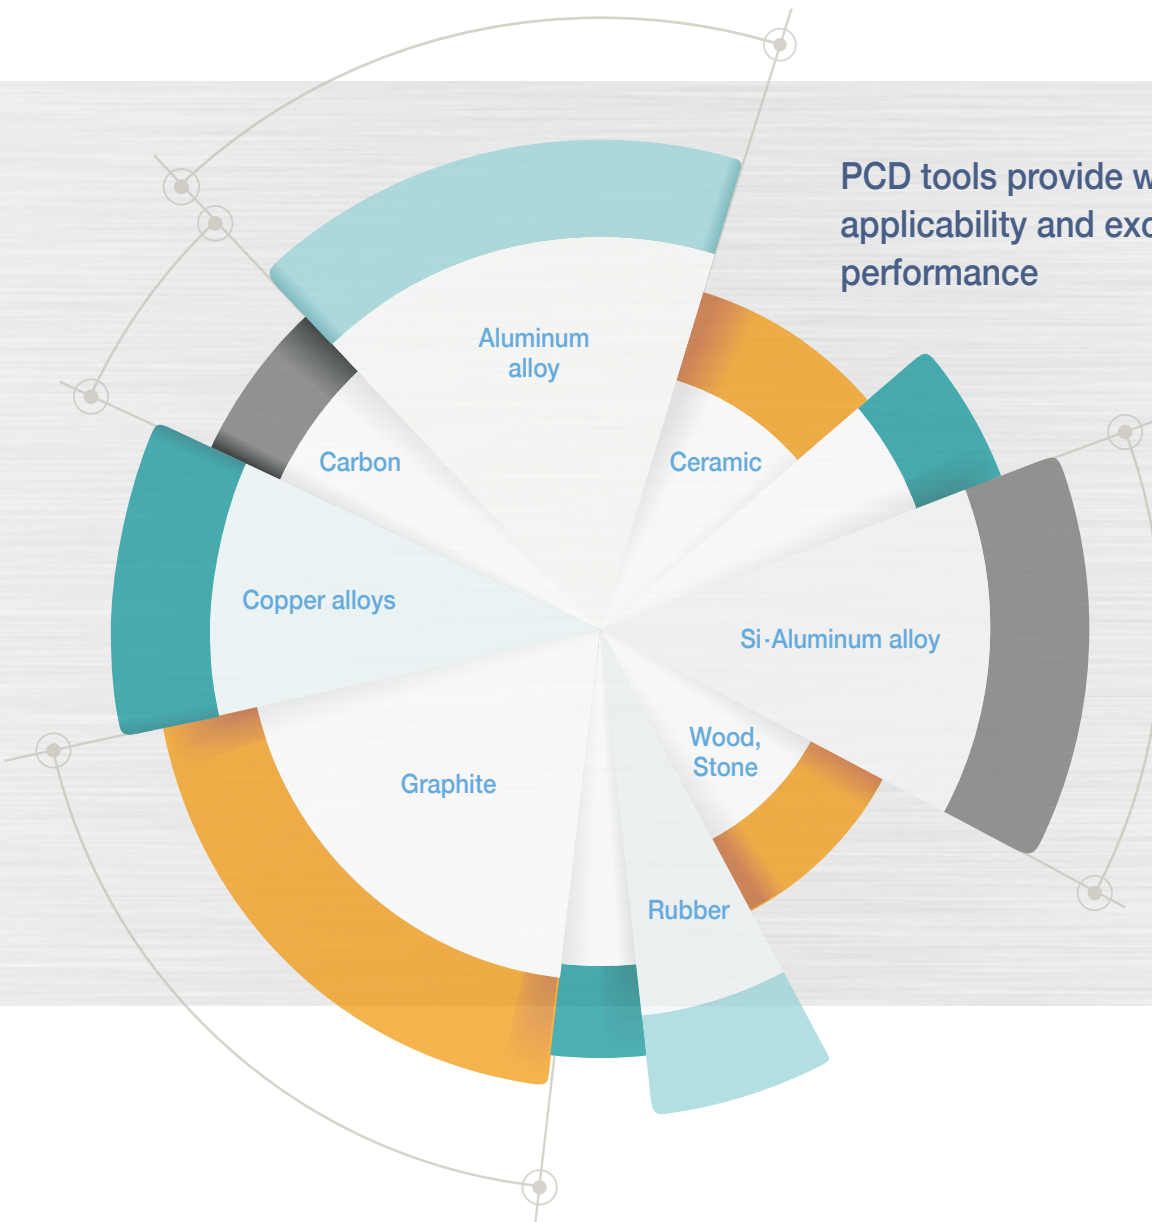 PCD tools provide
applicability and
performance
Aluminum
alloy
Carbon
Ceramic
Copper alloys
Si-Aluminum alloy
Wood,
Stone
Graphite
Rubber